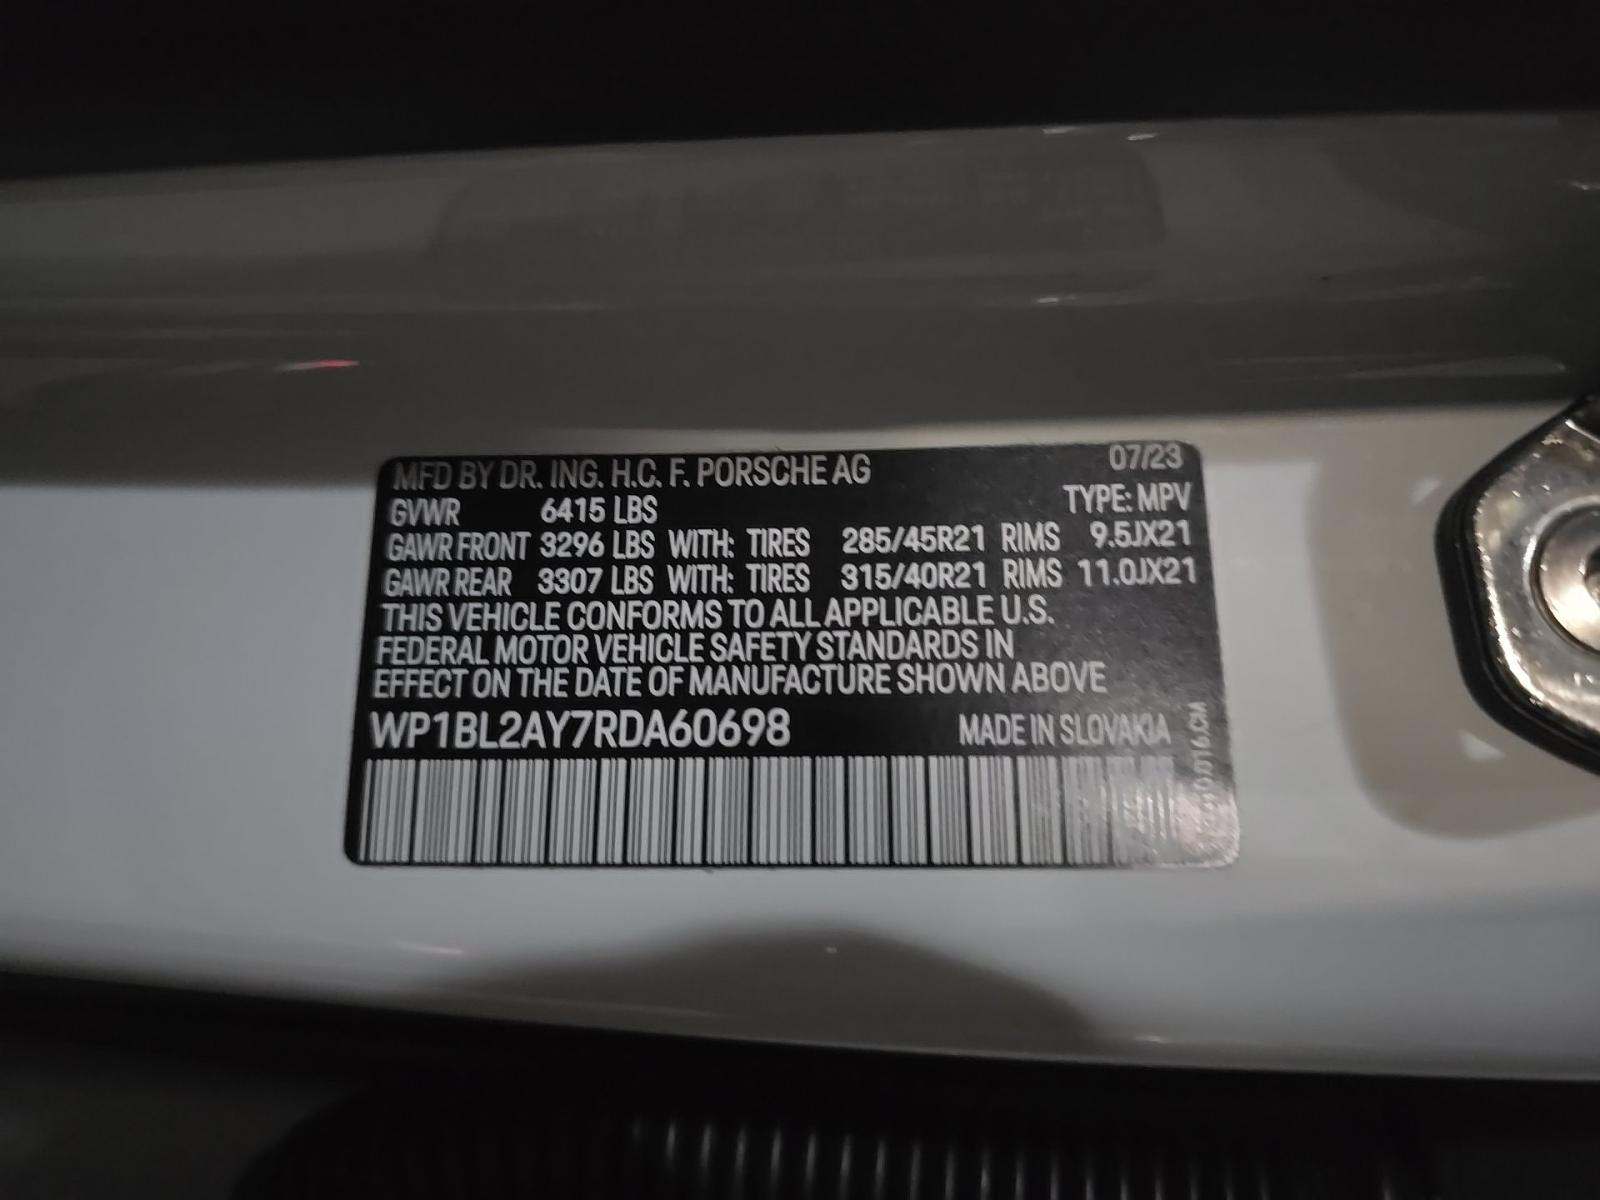 MFD BY DR. ING. H.C. F. PORSCHE AG 07/23
GVWR 6415 LBS TYPE: MPV
GAWR FRONT 3296 LBS WITH: TIRES 285/45R21 RIMS 9.5JX21
GAWR REAR 3307 LBS WITH: TIRES 315/40R21 RIMS 11.0JX21
THIS VEHICLE CONFORMS TO ALL APPLICABLE U.S.
FEDERAL MOTOR VEHICLE SAFETY STANDARDS IN
EFFECT ON THE DATE OF MANUFACTURE SHOWN ABOVE
WP1BL2AY7RDA60698 MADE IN SLOVAKIA